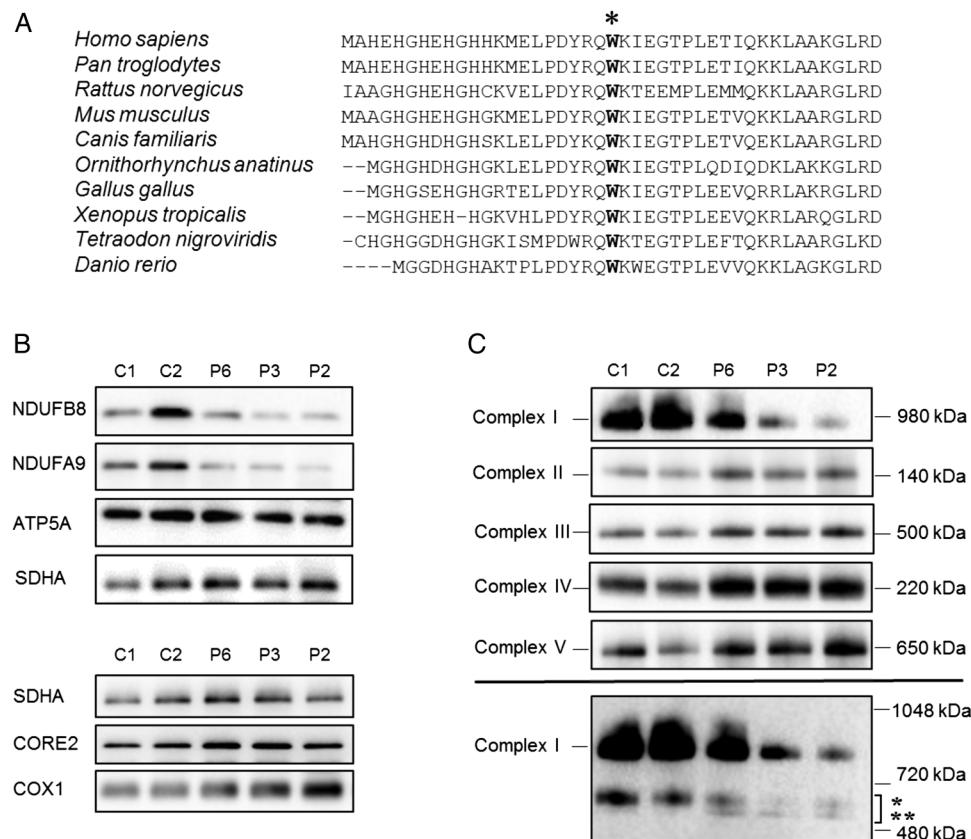 A
*
Homo sapiens MAHEHGHEHGHHKMELPDYRQWKIEGTPLETIQKKLAAKGLRD
Pan troglodytes MAHEHGHEHGHHKMELPDYRQWKIEGTPLETIQKKLAAKGLRD
Rattus norvegicus IAAGHGHEHGHCKVELPDYRQWKTEEMPLEMMQKKLAARGLRD
Mus musculus MAAGHGHEHGHGKMELPDYRQWKIEGTPLETVQKKLAARGLRD
Canis familiaris MAHGHGHEHGHSKLELPDYKQWKIEGTPLETVQEKLAARGLRD
Ornithorhynchus anatinus --MGHGHDHGHGKLELPDYKQWKIEGTPLQDIQDKLAKKGLRD
Gallus gallus --MGHGSEHGHGRTELPDYRQWKIEGTPLEEVQRRLAARGLRD
Xenopus tropicalis --MGHGHEH-HGKVHLPDYRQWKIEGTPLEEVQKRLARQGLRD
Tetraodon nigroviridis -CHGHGGDHGHGKISMPDWRQWKTEGTPLEFTQKRLAARGLKD
Danio rerio ----MGGDHGHAKTPLPDYRQWKWEGTPLEVVQKKLAGKGLRD
B
C1 C2 P6 P3 P2
NDUFB8
NDUFA9
ATP5A
SDHA
C1 C2 P6 P3 P2
SDHA
CORE2
COX1
C
C1 C2 P6 P3 P2
Complex I 980 kDa
Complex II 140 kDa
Complex III 500 kDa
Complex IV 220 kDa
Complex V 650 kDa
1048 kDa
Complex I
720 kDa
*
**
480 kDa